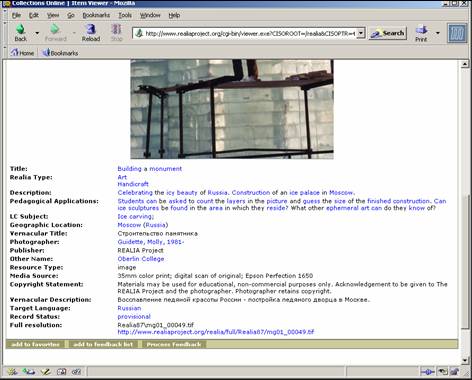 Collections Online | Item Viewer - Mozilla
File Edit View Go Bookmarks Tools Window Help
Back Forward Reload Stop http://www.realiaproject.org/cgi-bin/viewer.exe?CISOROOT=/realia&CISOPTR= Search Print
Home Bookmarks
Title: Building a monument
Realia Type: Art
Handicraft
Description: Celebrating the icy beauty of Russia. Construction of an ice palace in Moscow.
Pedagogical Applications: Students can be asked to count the layers in the picture and guess the size of the finished construction. Can
ice sculptures be found in the area in which they reside? What other ephemeral art can do they know of?
LC Subject: Ice carving;
Geographic Location: Moscow (Russia)
Vernacular Title: Строительство памятника
Photographer: Guidette, Molly, 1981-
Publisher: REALIA Project
Other Name: Oberlin College
Resource Type: image
Media Source: 35mm color print; digital scan of original; Epson Perfection 1650
Copyright Statement: Materials may be used for educational, non-commercial purposes only. Acknowledgement to be given to The
REALIA Project and the photographer. Photographer retains copyright.
Vernacular Description: Восславление ледяной красоты России - постройка ледяного дворца в Москве.
Target Language: Russian
Record Status: provisional
Full resolution: Realia87\mg01_00049.tif
http://www.realiaproject.org/realia/full/Realia87/mg01_00049.tif
add to favorites add to feedback list Process Feedback